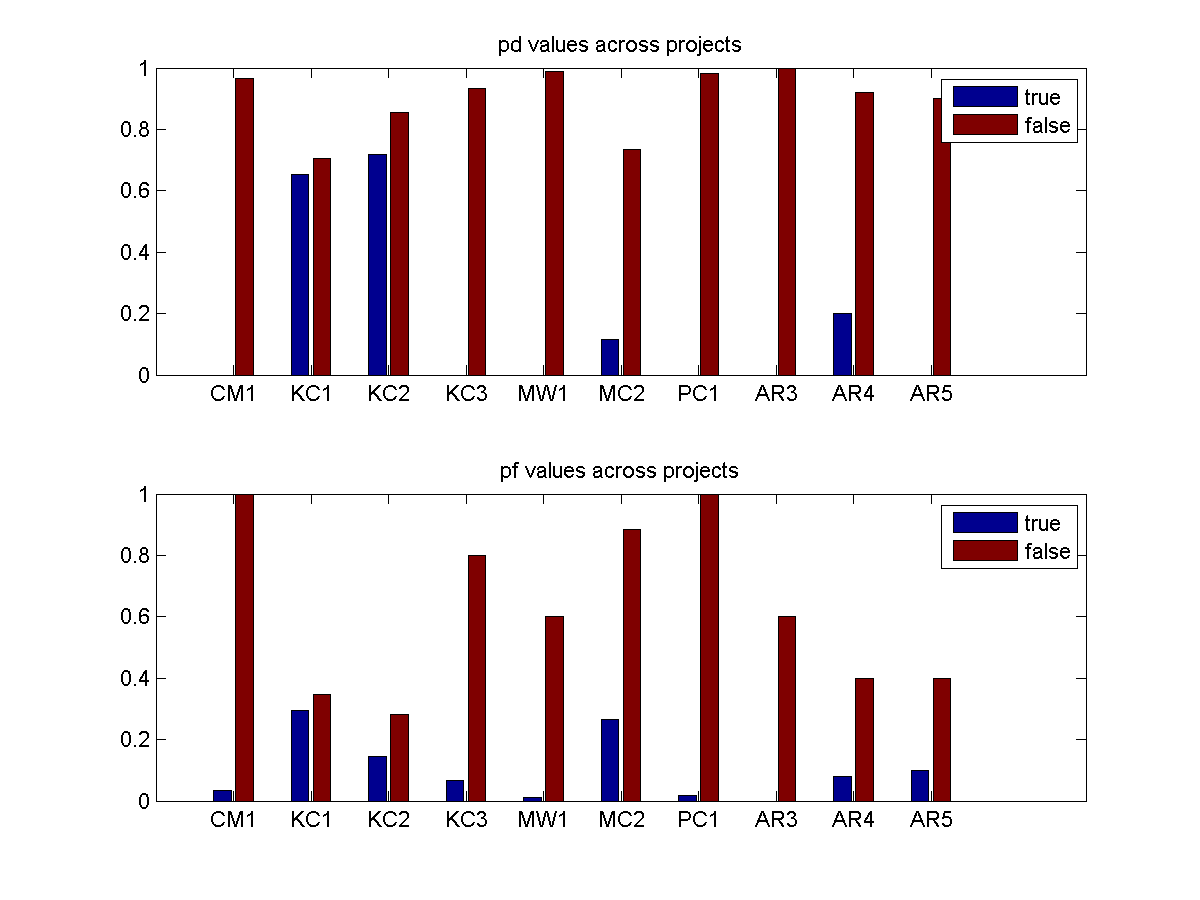 pd values across projects
1
0.8
0.6
0.4
0.2
0
true
false
CM1 KC1 KC2 KC3 MW1 MC2 PC1 AR3 AR4 AR5
pf values across projects
1
0.8
0.6
0.4
0.2
0
true
false
CM1 KC1 KC2 KC3 MW1 MC2 PC1 AR3 AR4 AR5